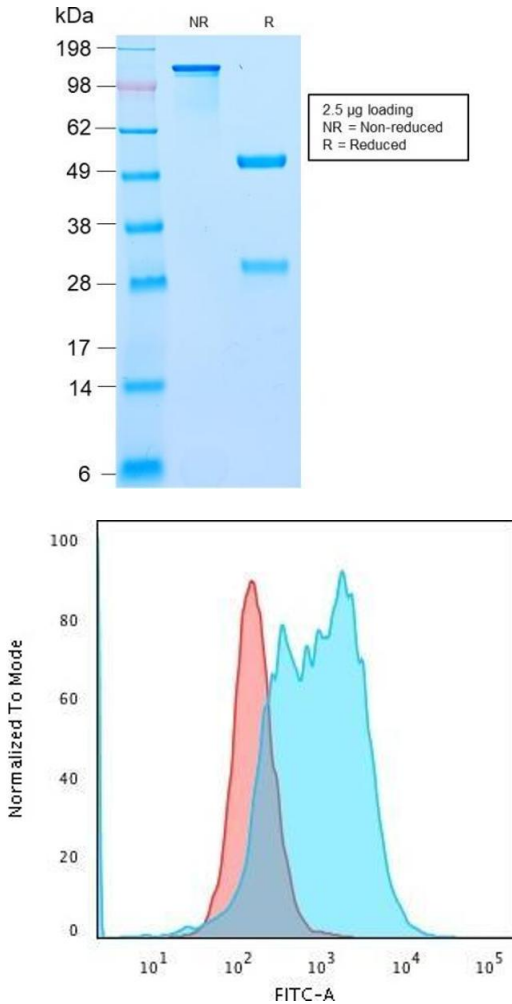 kDa
NR R
198
98
62
49
38
28
17
14
6
2.5 µg loading
NR = Non-reduced
R = Reduced
100
80
60
40
20
0
Normalized To Mode
10¹ 10² 10³ 10⁴ 10⁵
FITC-A